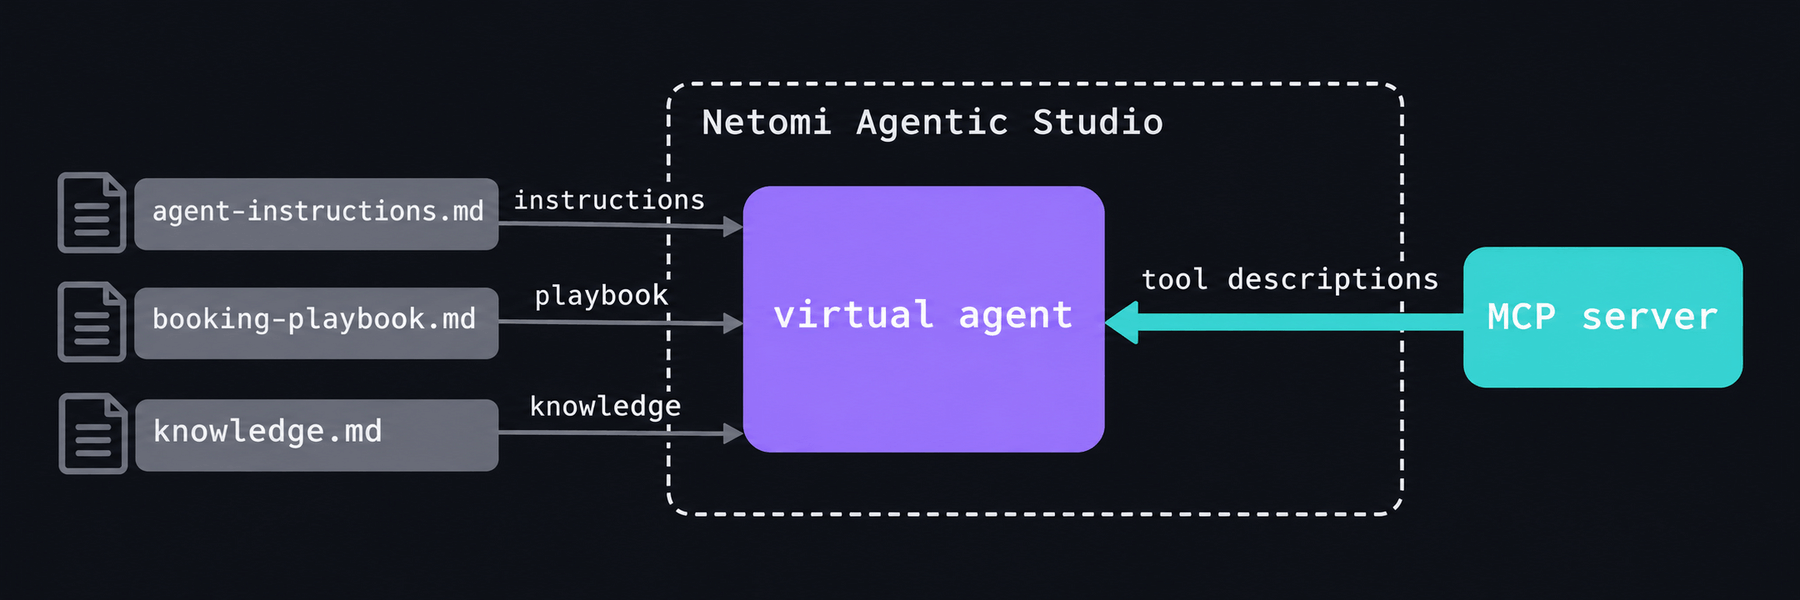 Netomi Agentic Studio
agent-instructions.md
instructions
booking-playbook.md
playbook
knowledge.md
knowledge
virtual agent
tool descriptions
MCP server